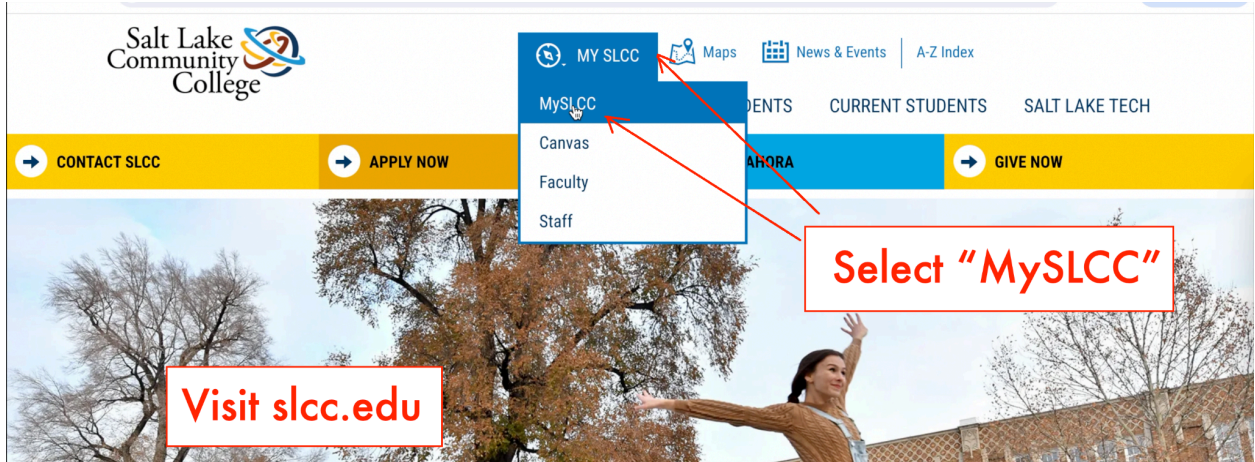 Salt Lake
Community
College
MY SLCC
Maps
News & Events
A-Z Index
MySLCC
DENTS
CURRENT STUDENTS
SALT LAKE TECH
Canvas
Faculty
Staff
CONTACT SLCC
APPLY NOW
AHORA
GIVE NOW
Select “MySLCC”
Visit slcc.edu